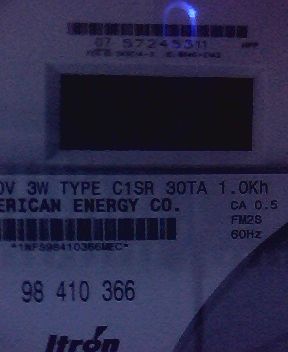 07 57245311
0V 3W TYPE C1SR 30TA 1.0Kh
ERICAN ENERGY CO.
CA 0.5
FM2S
60Hz
*1NFS98410366MEC*
98 410 366
Itron